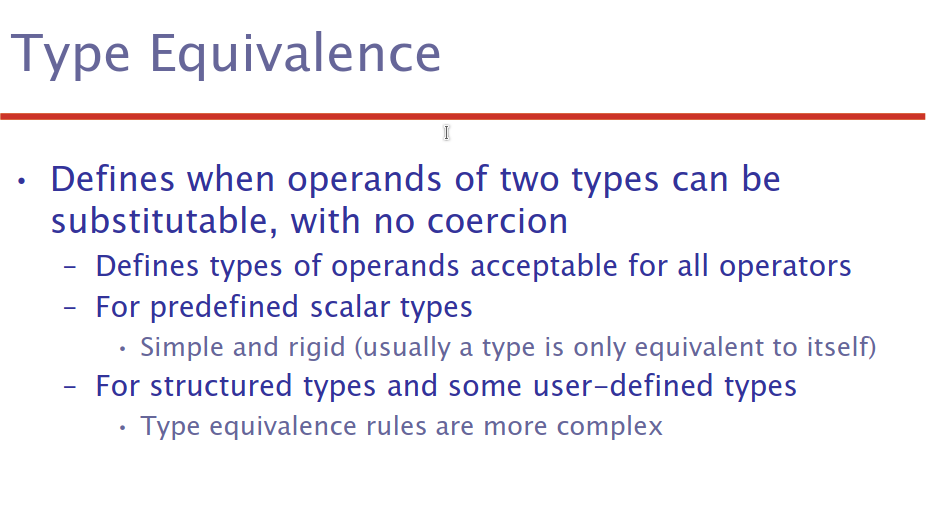 Type Equivalence
• Defines when operands of two types can be
substitutable, with no coercion
– Defines types of operands acceptable for all operators
– For predefined scalar types
• Simple and rigid (usually a type is only equivalent to itself)
– For structured types and some user–defined types
• Type equivalence rules are more complex